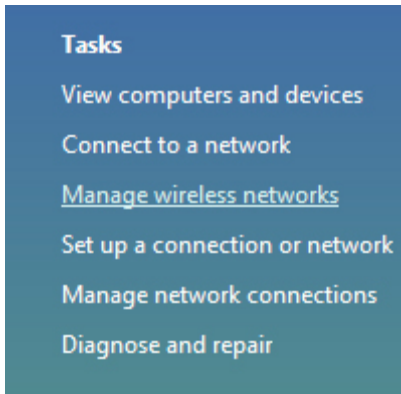 Tasks
View computers and devices
Connect to a network
Manage wireless networks
Set up a connection or network
Manage network connections
Diagnose and repair